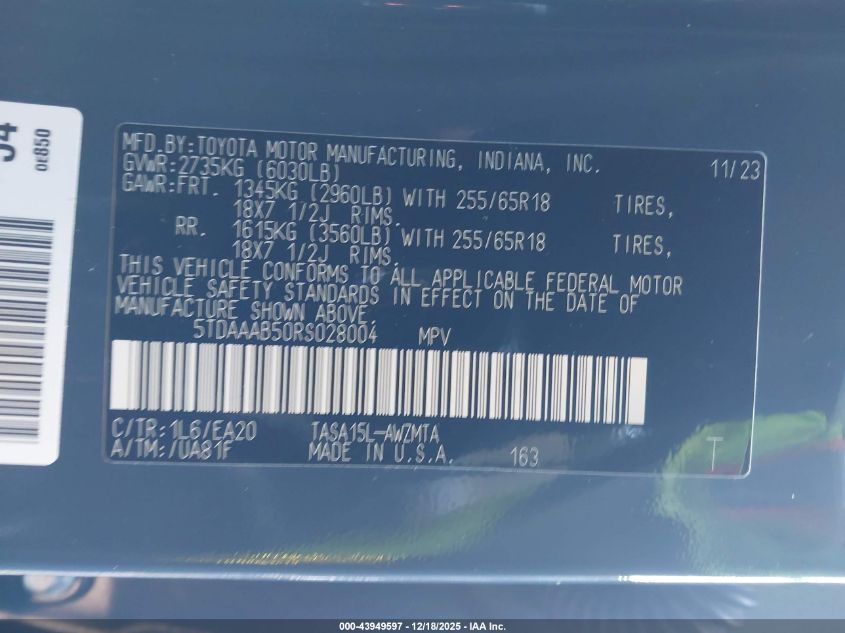 MFD.BY:TOYOTA MOTOR MANUFACTURING, INDIANA, INC. 11/23
GVWR:2735KG (6030LB)
GAWR:FRT. 1345KG (2960LB) WITH 255/65R18 TIRES,
18X7 1/2J RIMS.
RR. 1615KG (3560LB) WITH 255/65R18 TIRES,
18X7 1/2J RIMS.
THIS VEHICLE CONFORMS TO ALL APPLICABLE FEDERAL MOTOR
VEHICLE SAFETY STANDARDS IN EFFECT ON THE DATE OF
MANUFACTURE SHOWN ABOVE
5TDAAAB50RS028004 MPV
C/TR:1L6/EA20 TASA15L-AWZMTA
A/TM:/UA81F MADE IN U.S.A. 163 T
04
0E850
000-43949597 - 12/18/2025 - IAA Inc.